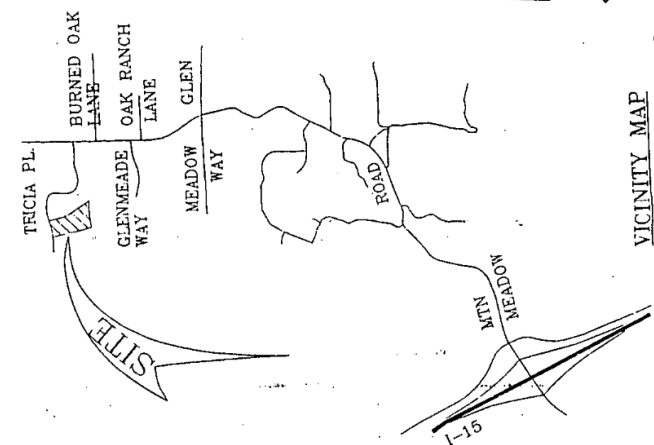 TRICIA PL.
BURNED OAK
LANE
GLENMEADE
WAY
OAK RANCH
LANE
MEADOW
WAY
GLEN
ROAD
MTN
MEADOW
I-15
SITE
VICINITY MAP